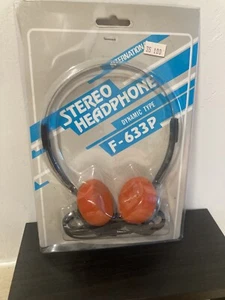 INTERNATIONAL
STEREO
HEADPHONE
DYNAMIC TYPE
F-633P